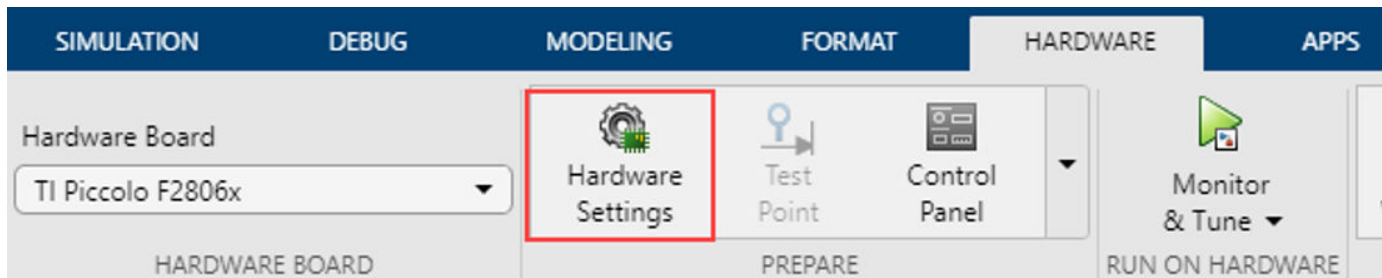 SIMULATION DEBUG MODELING FORMAT HARDWARE APPS
Hardware Board
TI Piccolo F2806x
Hardware
Settings
Test
Point
Control
Panel
Monitor
& Tune
HARDWARE BOARD PREPARE RUN ON HARDWARE